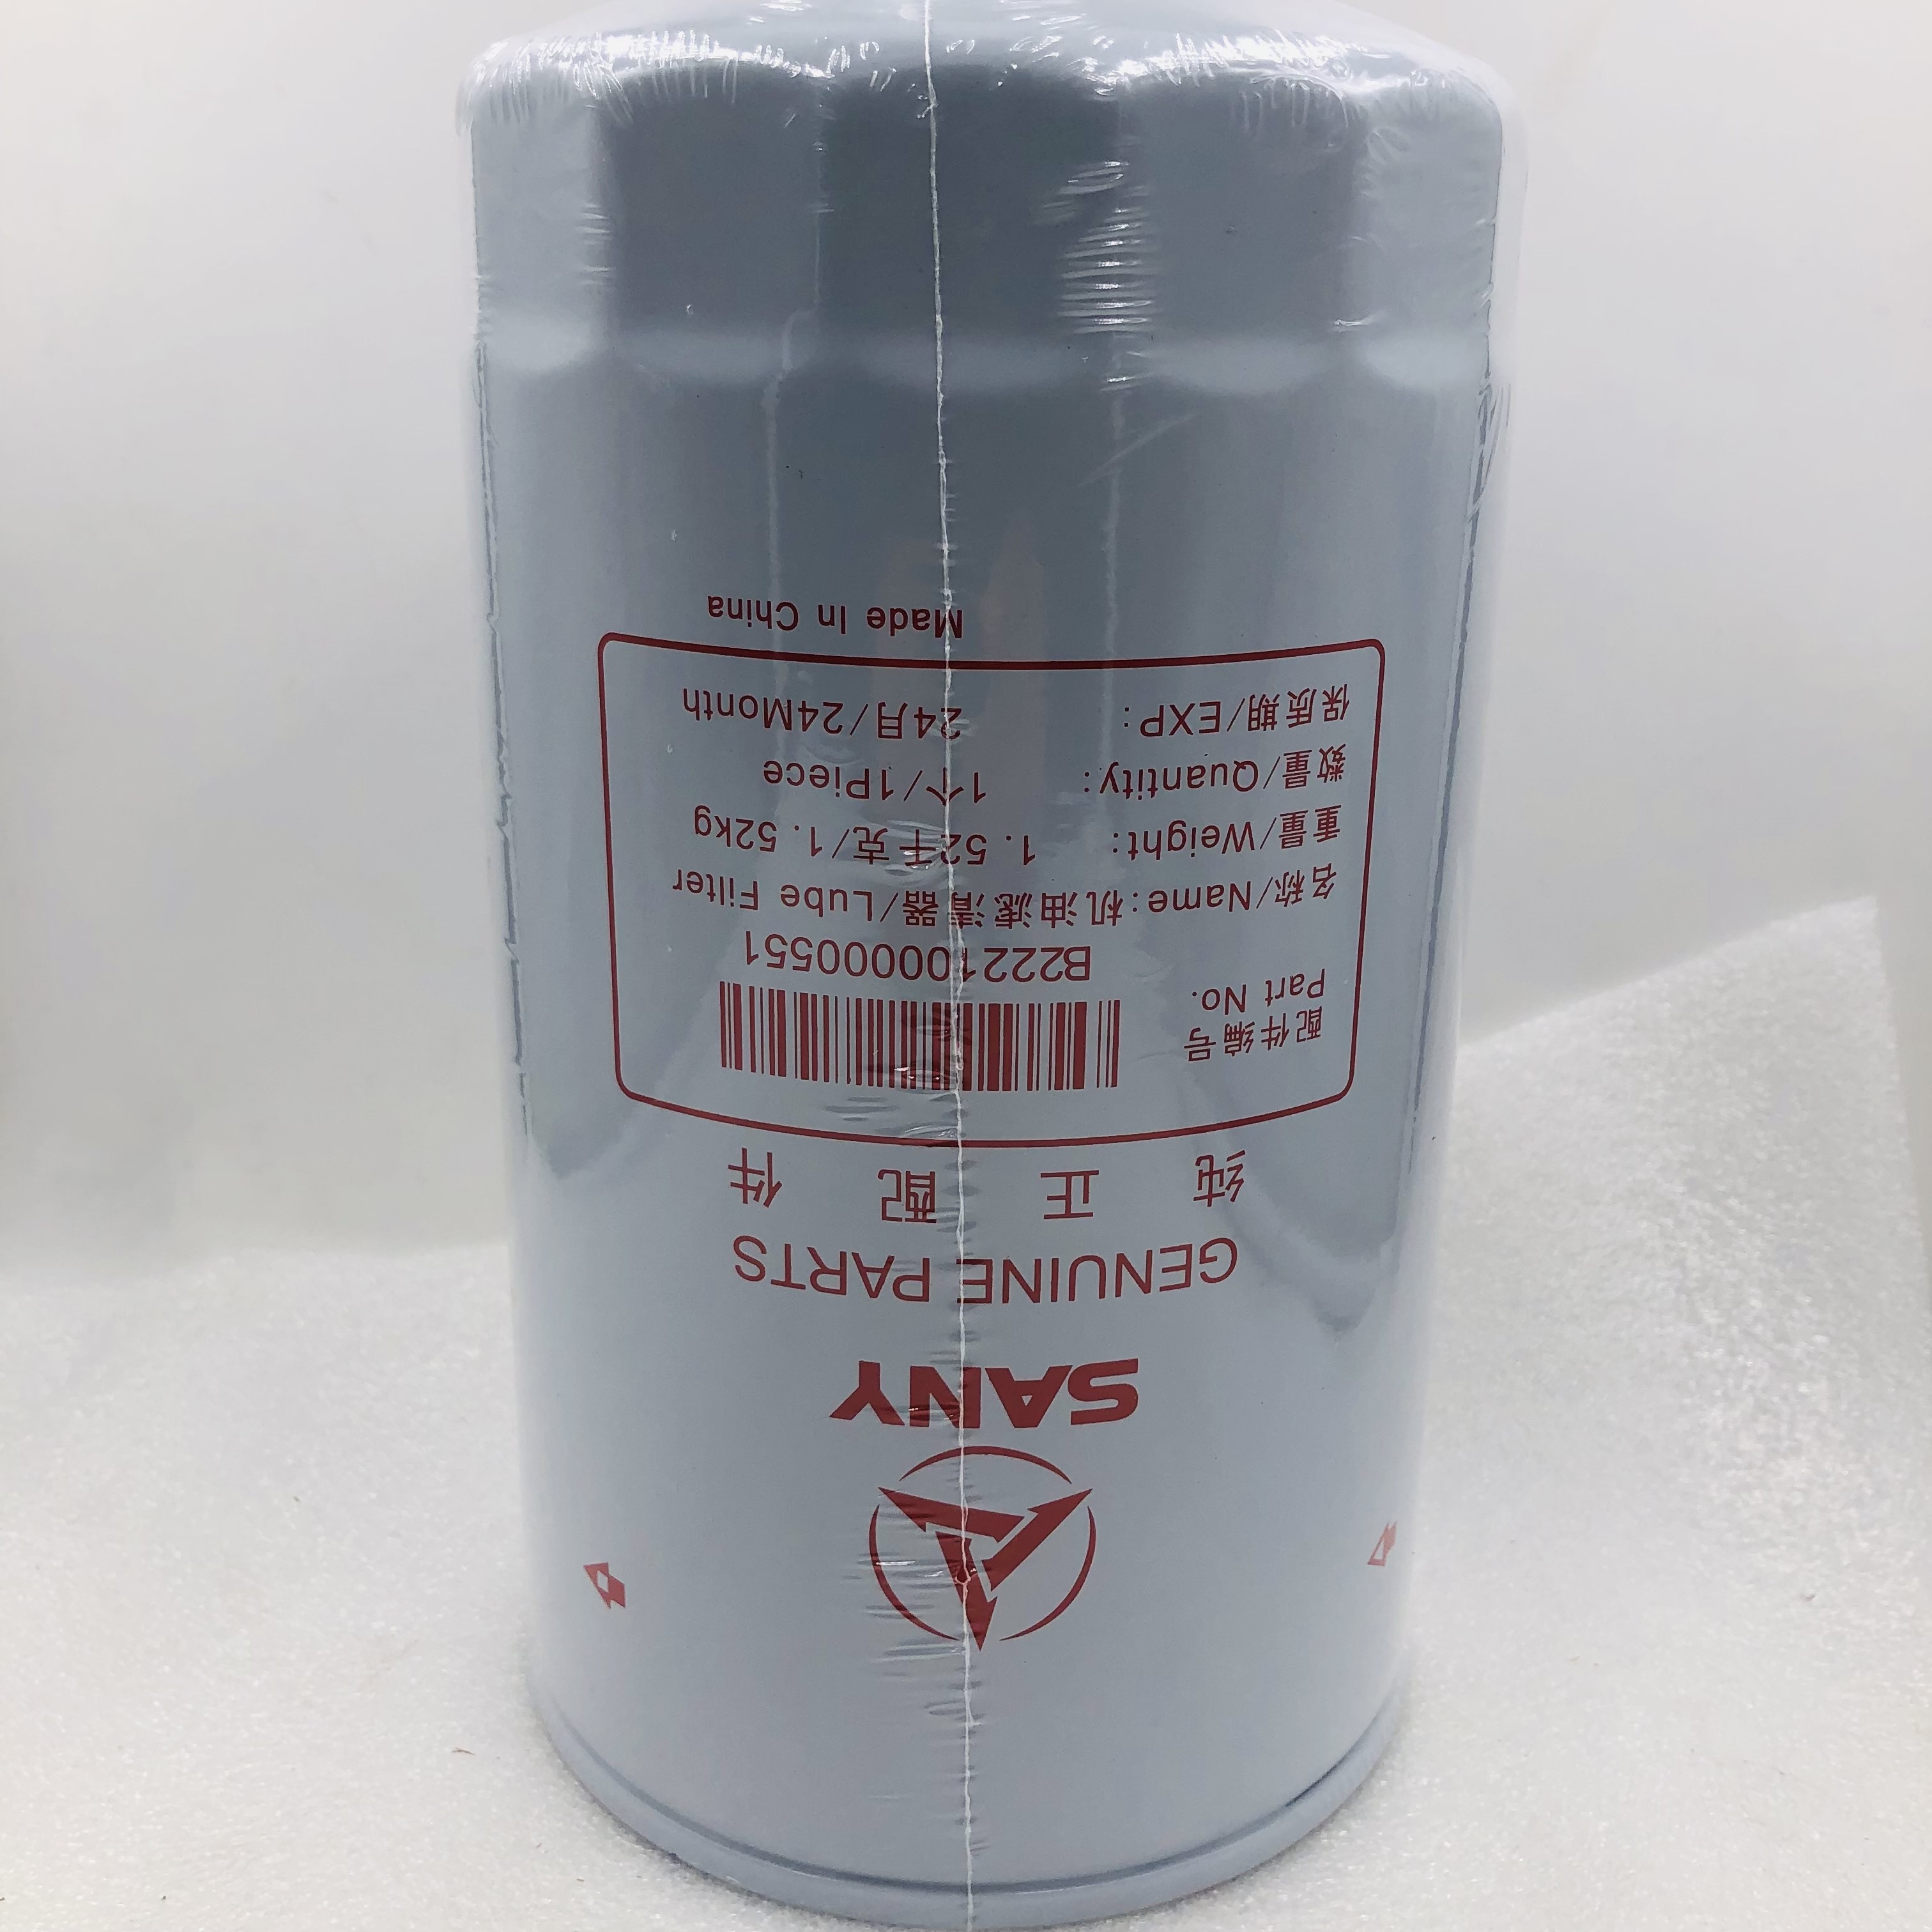 SANY
GENUINE PARTS
纯正配件
配件编号
Part No.
B222100000551
名称/Name:机油滤清器/Lube Filter
重量/Weight: 1.52千克/1.52kg
数量/Quantity: 1个/1Piece
保质期/EXP: 24月/24Month
Made In China